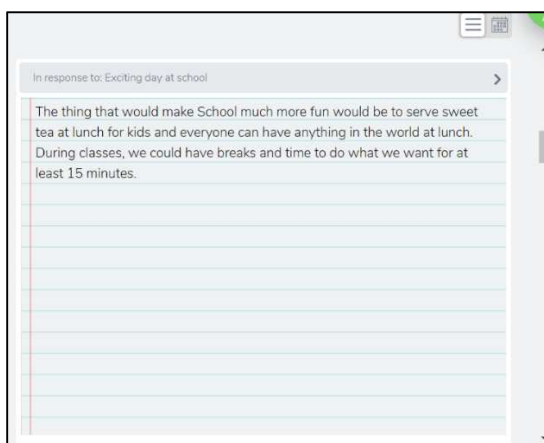 In response to: Exciting day at school
The thing that would make School much more fun would be to serve sweet
tea at lunch for kids and everyone can have anything in the world at lunch.
During classes, we could have breaks and time to do what we want for at
least 15 minutes.